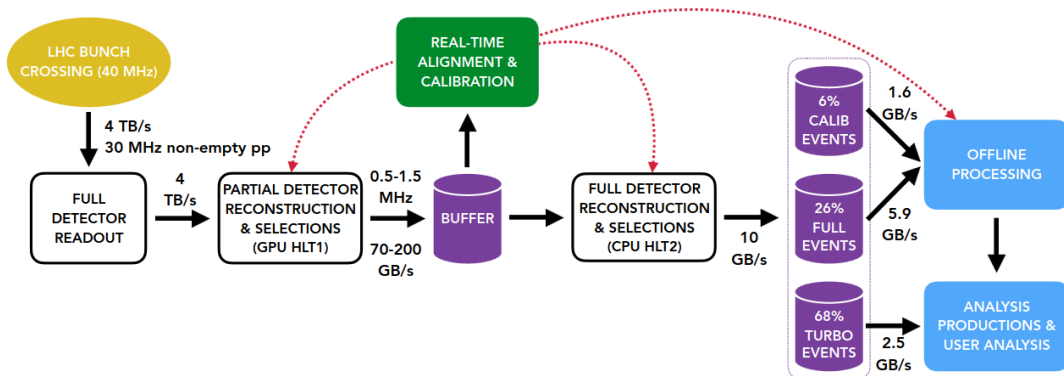 LHC BUNCH
CROSSING (40 MHz)
4 TB/s
30 MHz non-empty pp
FULL
DETECTOR
READOUT
4
TB/s
PARTIAL DETECTOR
RECONSTRUCTION
& SELECTIONS
(GPU HLT1)
0.5-1.5
MHz
70-200
GB/s
REAL-TIME
ALIGNMENT &
CALIBRATION
BUFFER
FULL DETECTOR
RECONSTRUCTION
& SELECTIONS
(CPU HLT2)
10
GB/s
6%
CALIB
EVENTS
26%
FULL
EVENTS
68%
TURBO
EVENTS
1.6
GB/s
5.9
GB/s
2.5
GB/s
OFFLINE
PROCESSING
ANALYSIS
PRODUCTIONS &
USER ANALYSIS